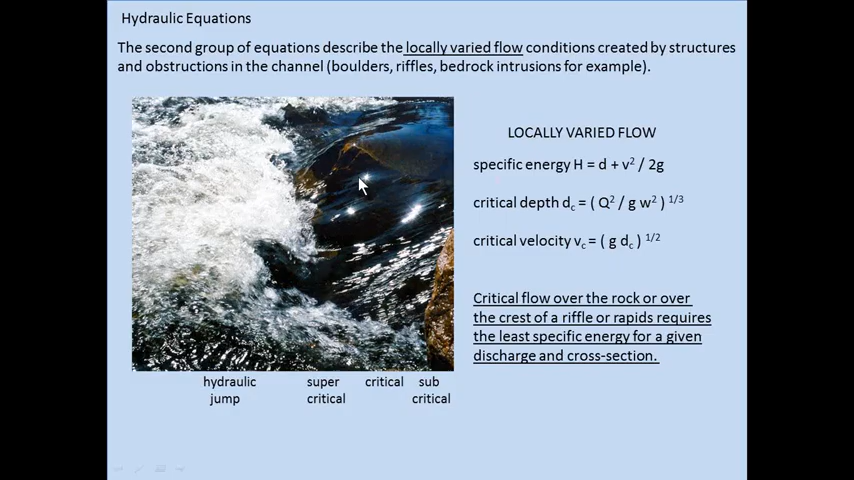 Hydraulic Equations
The second group of equations describe the locally varied flow conditions created by structures
and obstructions in the channel (boulders, riffles, bedrock intrusions for example).
LOCALLY VARIED FLOW
specific energy H = d + v² / 2g
critical depth d꜀ = ( Q² / g w² ) ¹/³
critical velocity v꜀ = ( g d꜀ ) ¹/²
Critical flow over the rock or over
the crest of a riffle or rapids requires
the least specific energy for a given
discharge and cross-section.
hydraulic super critical sub
jump critical critical